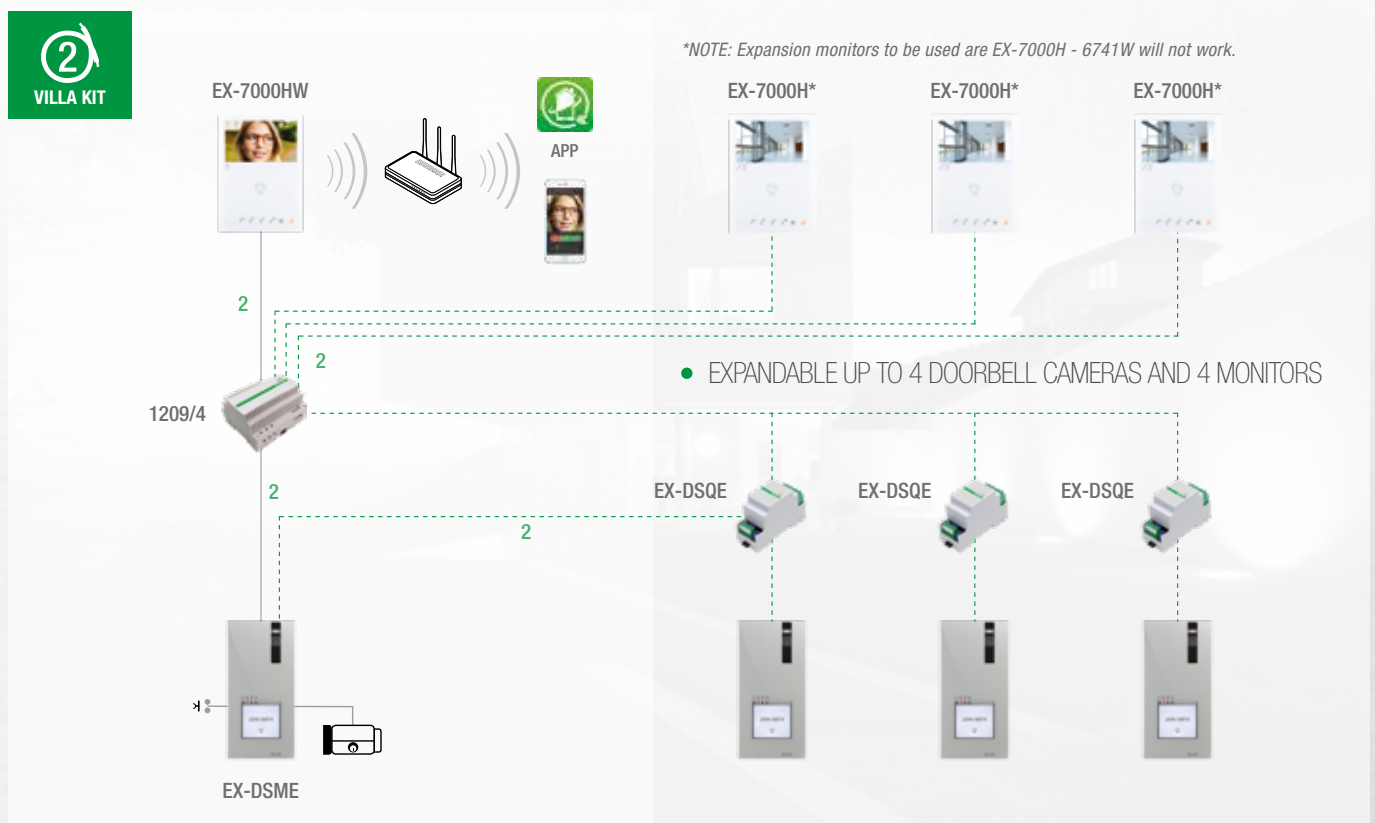 2
VILLA KIT
*NOTE: Expansion monitors to be used are EX-7000H - 6741W will not work.
EX-7000HW
APP
EX-7000H*
EX-7000H*
EX-7000H*
2
2
EXPANDABLE UP TO 4 DOORBELL CAMERAS AND 4 MONITORS
1209/4
EX-DSQE
EX-DSQE
EX-DSQE
2
2
EX-DSME